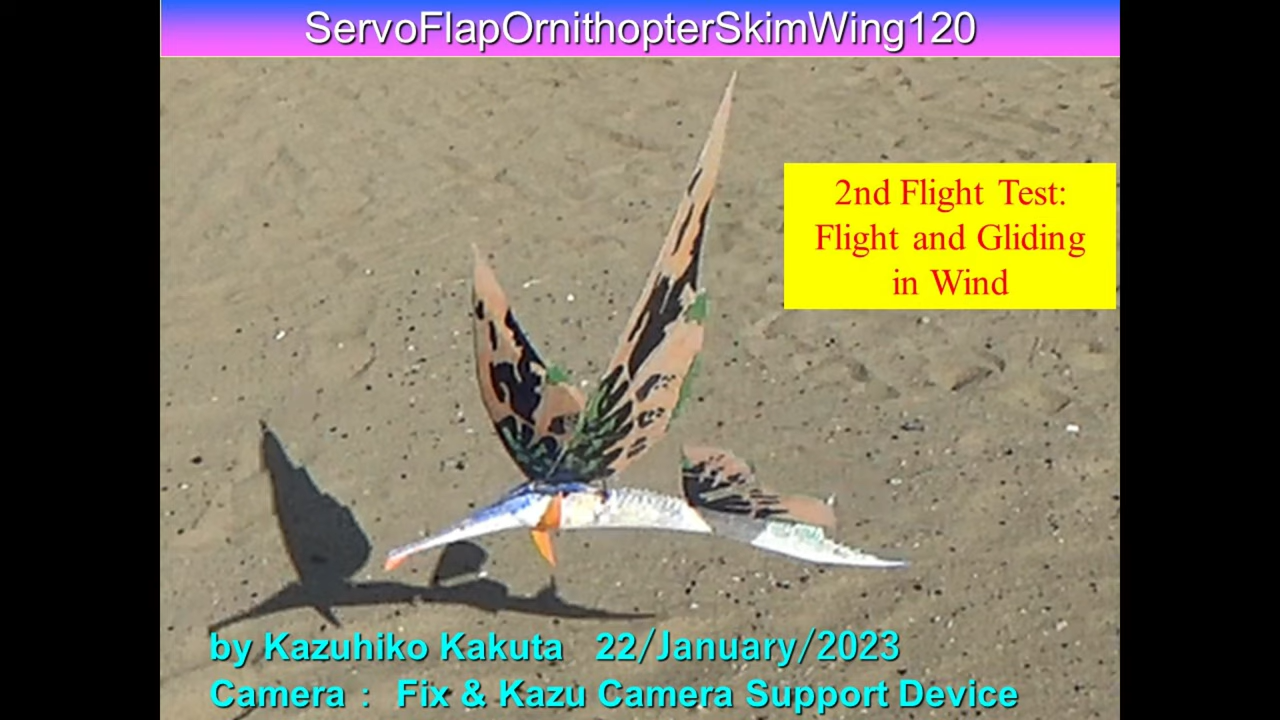 ServoFlapOrnithopterSkimWing120
2nd Flight Test:
Flight and Gliding
in Wind
by Kazuhiko Kakuta 22/January/2023
Camera : Fix & Kazu Camera Support Device